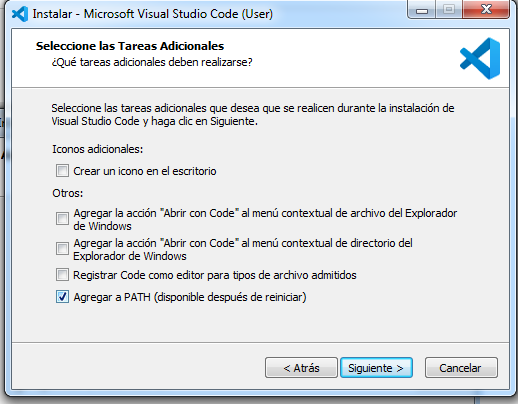 Instalar - Microsoft Visual Studio Code (User)
Seleccione las Tareas Adicionales
¿Qué tareas adicionales deben realizarse?
Seleccione las tareas adicionales que desea que se realicen durante la instalación de
Visual Studio Code y haga clic en Siguiente.
Iconos adicionales:
Crear un icono en el escritorio
Otros:
Agregar la acción "Abrir con Code" al menú contextual de archivo del Explorador
de Windows
Agregar la acción "Abrir con Code" al menú contextual de directorio del
Explorador de Windows
Registrar Code como editor para tipos de archivo admitidos
Agregar a PATH (disponible después de reiniciar)
< Atrás
Siguiente >
Cancelar